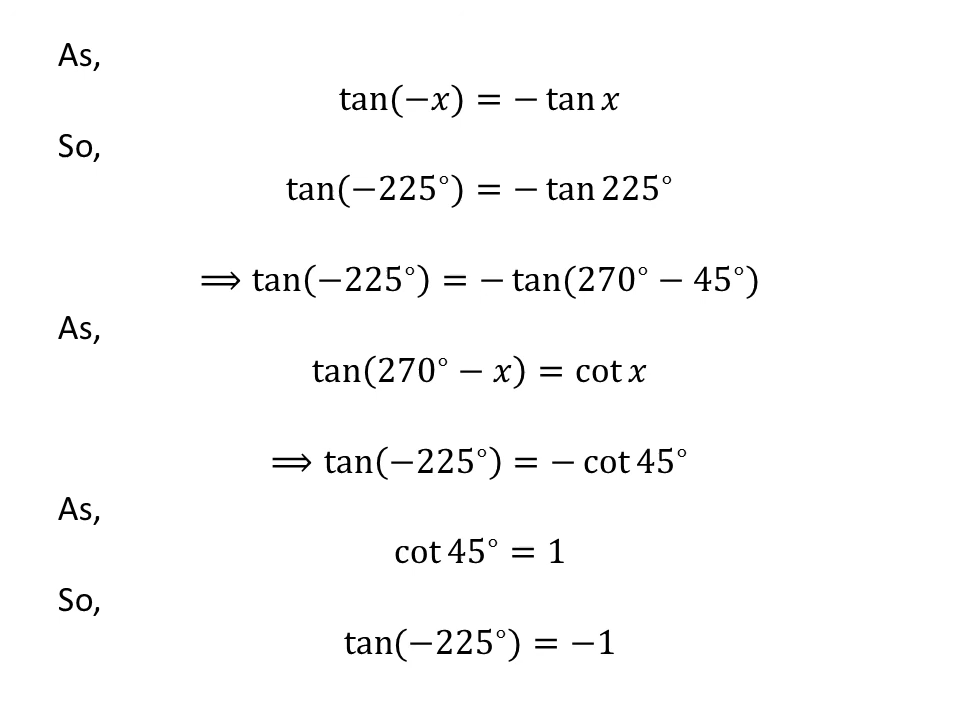 As,
tan(−x) = − tan x
So,
tan(−225°) = − tan 225°
⟹ tan(−225°) = − tan(270° − 45°)
As,
tan(270° − x) = cot x
⟹ tan(−225°) = − cot 45°
As,
cot 45° = 1
So,
tan(−225°) = −1